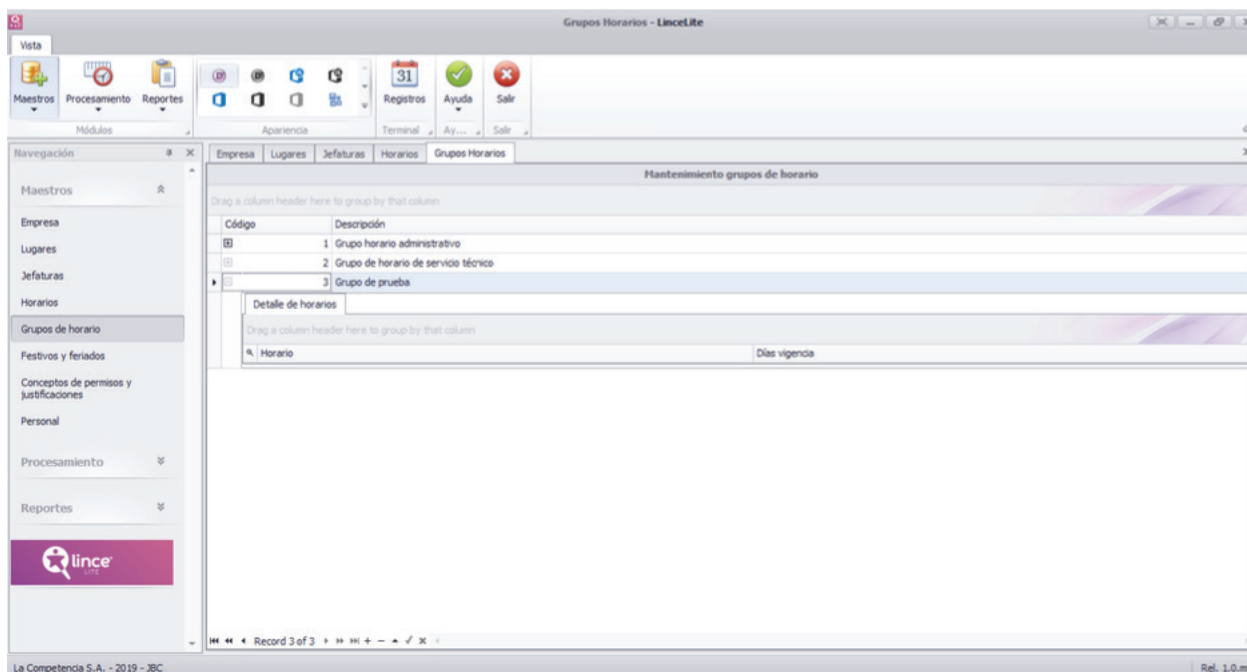 Grupos Horarios - LinceLite
Vista
Maestros Procesamiento Reportes
31
Registros Ayuda Salir
Módulos Apariencia Terminal Ay... Salir
Navegación
Empresa Lugares Jefaturas Horarios Grupos Horarios
Mantenimiento grupos de horario
Maestros
Drag a column header here to group by that column
Empresa
Lugares
Jefaturas
Horarios
Grupos de horario
Festivos y feriados
Conceptos de permisos y
justificaciones
Personal
Procesamiento
Reportes
lince
LITE
Código Descripción
1 Grupo horario administrativo
2 Grupo de horario de servicio técnico
3 Grupo de prueba
Detalle de horarios
Drag a column header here to group by that column
Horario Días vigencia
Record 3 of 3
La Competencia S.A. - 2019 - JBC
Rel. 1.0.m